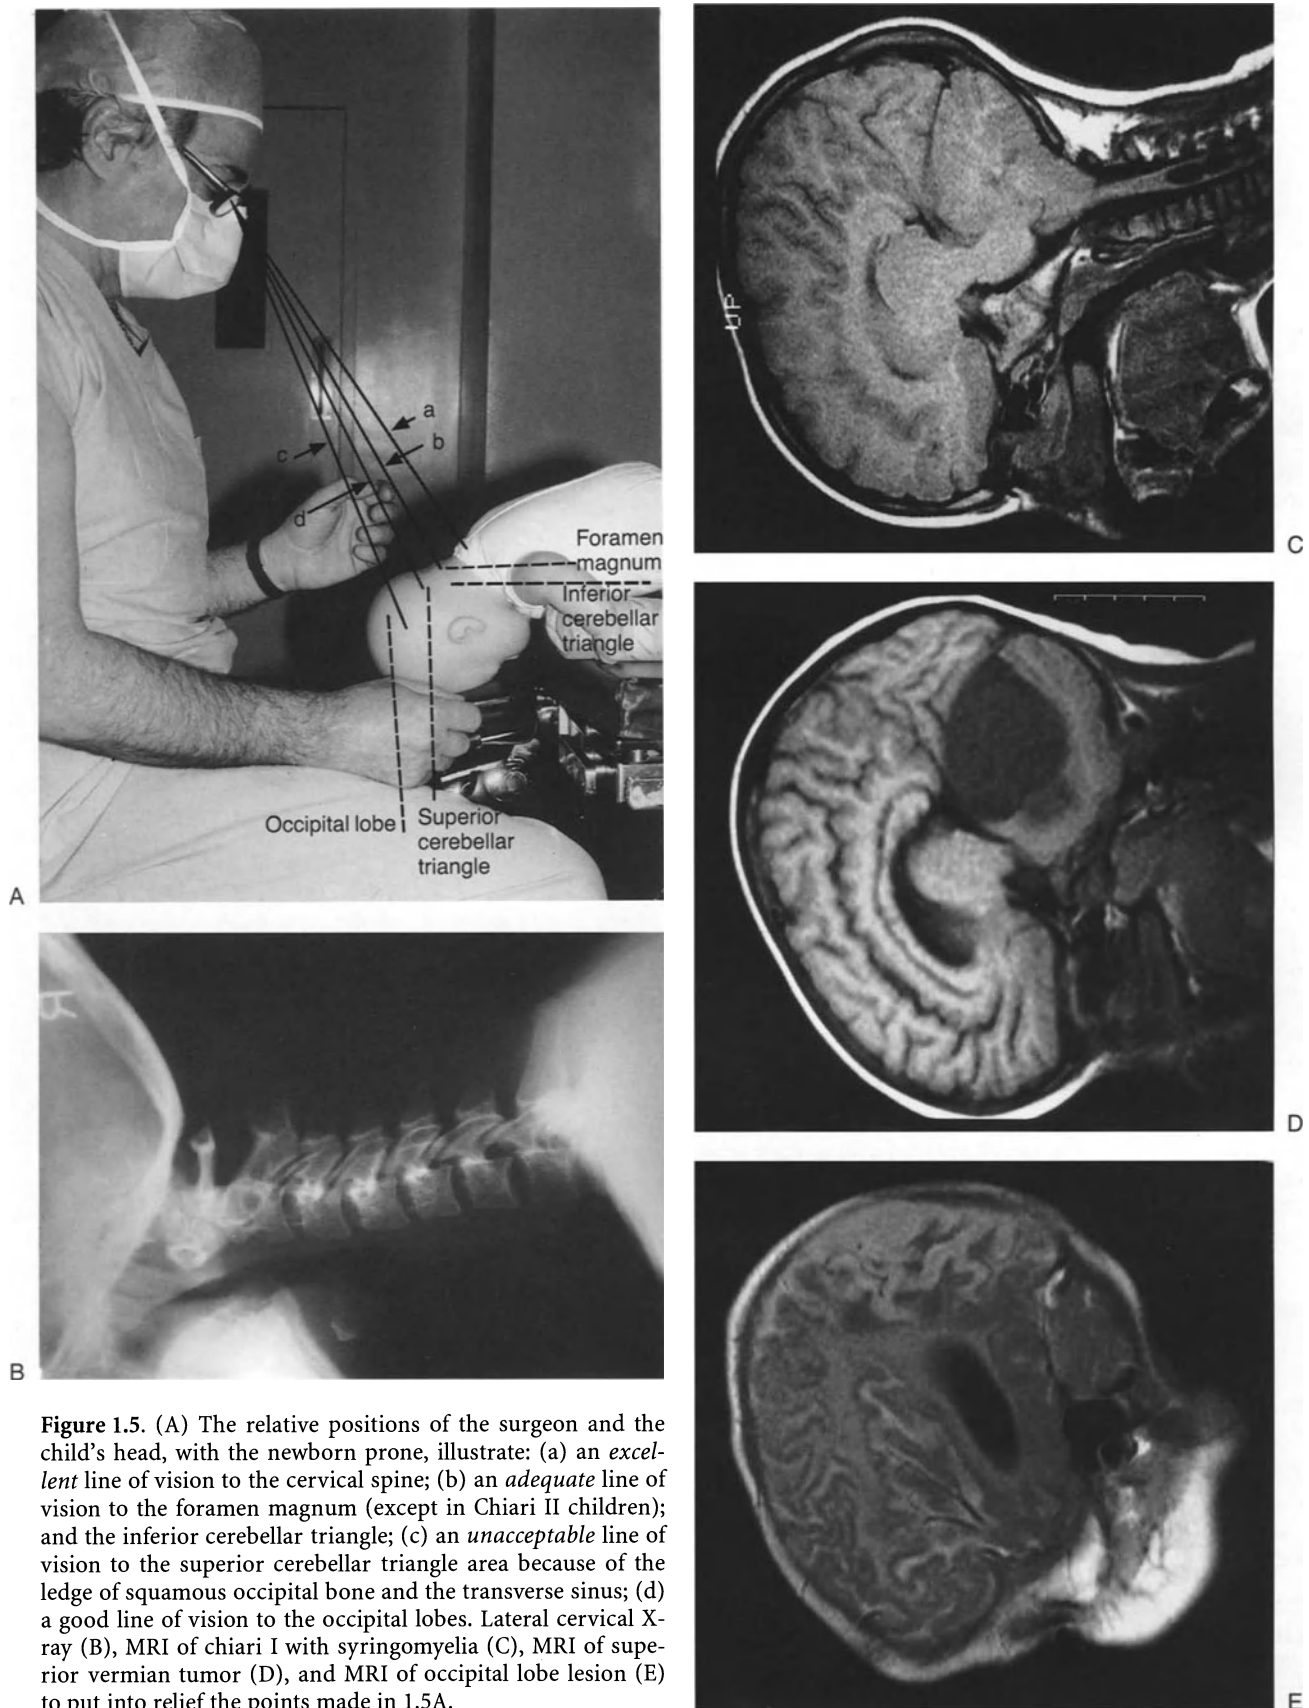 a
b
c
d
Foramen
magnum
Inferior
cerebellar
triangle
Occipital lobe
Superior
cerebellar
triangle
A
R
B
UP
C
D
E
Figure 1.5. (A) The relative positions of the surgeon and the
child's head, with the newborn prone, illustrate: (a) an excel-
lent line of vision to the cervical spine; (b) an adequate line of
vision to the foramen magnum (except in Chiari II children);
and the inferior cerebellar triangle; (c) an unacceptable line of
vision to the superior cerebellar triangle area because of the
ledge of squamous occipital bone and the transverse sinus; (d)
a good line of vision to the occipital lobes. Lateral cervical X-
ray (B), MRI of chiari I with syringomyelia (C), MRI of supe-
rior vermian tumor (D), and MRI of occipital lobe lesion (E)
to put into relief the points made in 1.5A.